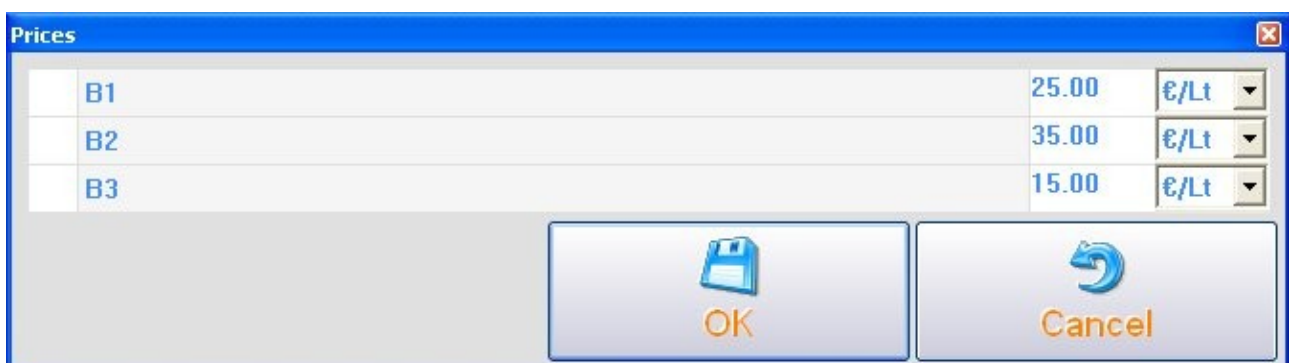 Prices
B1 25.00 €/Lt
B2 35.00 €/Lt
B3 15.00 €/Lt
OK Cancel